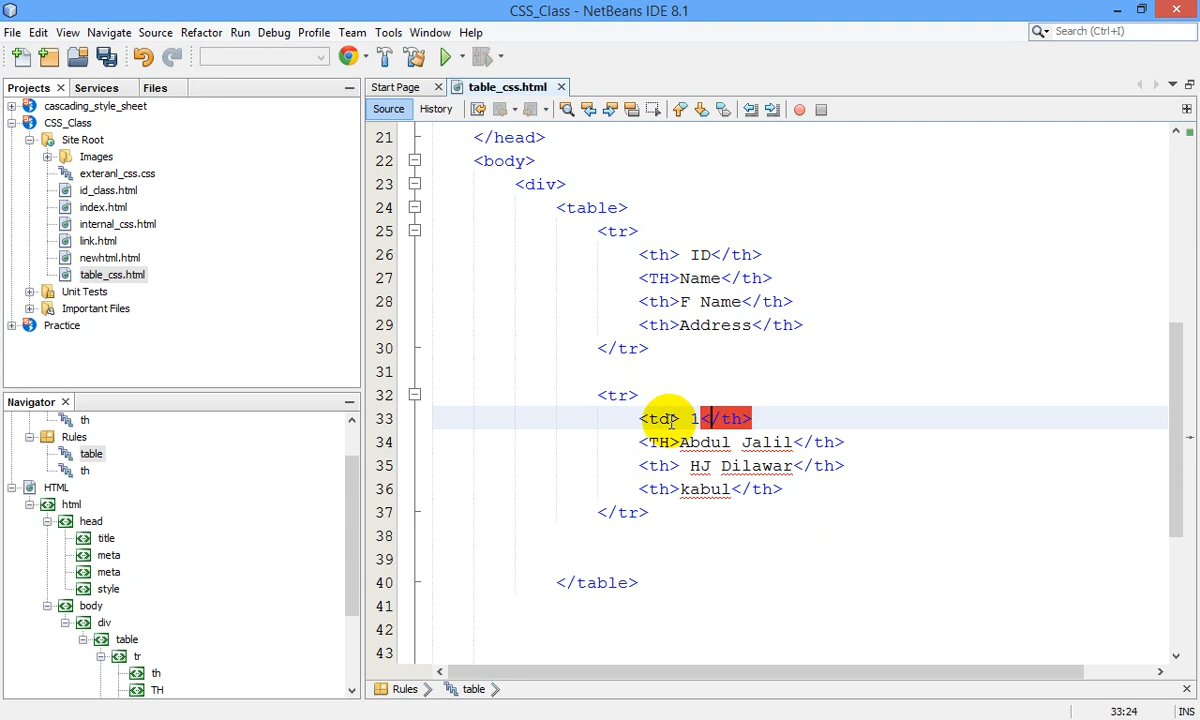 CSS_Class - NetBeans IDE 8.1
File Edit View Navigate Source Refactor Run Debug Profile Team Tools Window Help
Search (Ctrl+I)
Projects Services Files
Start Page table_css.html
Source History
cascading_style_sheet
CSS_Class
Site Root
Images
exteranl_css.css
id_class.html
index.html
internal_css.html
link.html
newhtml.html
table_css.html
Unit Tests
Important Files
Practice
Navigator
th
Rules
table
th
HTML
html
head
title
meta
meta
style
body
div
table
tr
th
TH
21 </head>
22 <body>
23 <div>
24 <table>
25 <tr>
26 <th> ID</th>
27 <TH>Name</th>
28 <th>F Name</th>
29 <th>Address</th>
30 </tr>
31
32 <tr>
33 <td> 1</th>
34 <TH>Abdul Jalil</th>
35 <th> HJ Dilawar</th>
36 <th>kabul</th>
37 </tr>
38
39
40 </table>
41
42
43
Rules table
33:24 INS